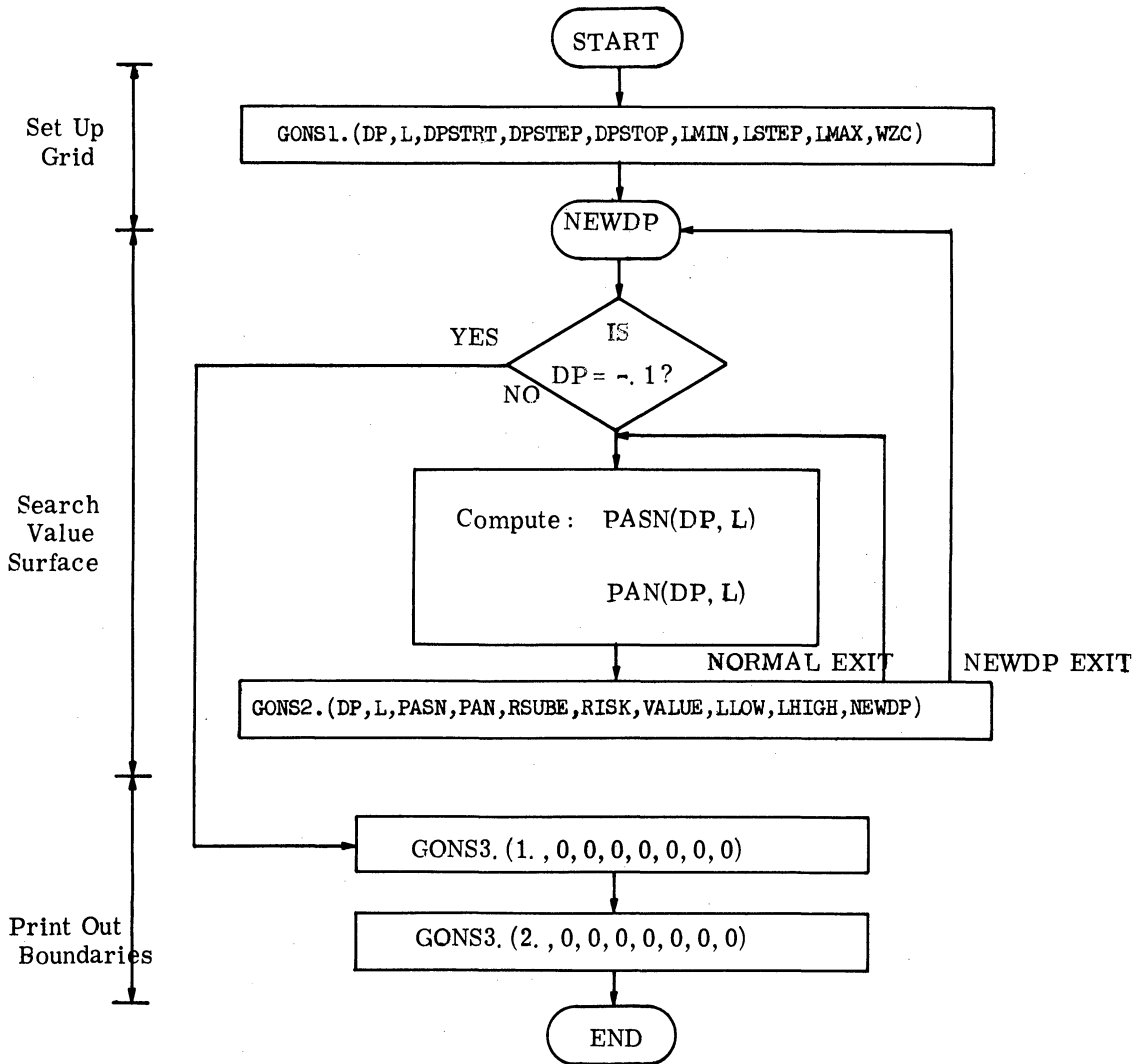 START
Set Up
Grid
GONS1.(DP,L,DPSTRT,DPSTEP,DPSTOP,LMIN,LSTEP,LMAX,WZC)
NEWDP
YES
IS
DP = -. 1?
NO
Search
Value
Surface
Compute : PASN(DP, L)
PAN(DP, L)
NORMAL EXIT
NEWDP EXIT
GONS2.(DP,L,PASN,PAN,RSUBE,RISK,VALUE,LLOW,LHIGH,NEWDP)
GONS3. (1. , 0, 0, 0, 0, 0, 0, 0)
Print Out
Boundaries
GONS3. (2. , 0, 0, 0, 0, 0, 0, 0)
END